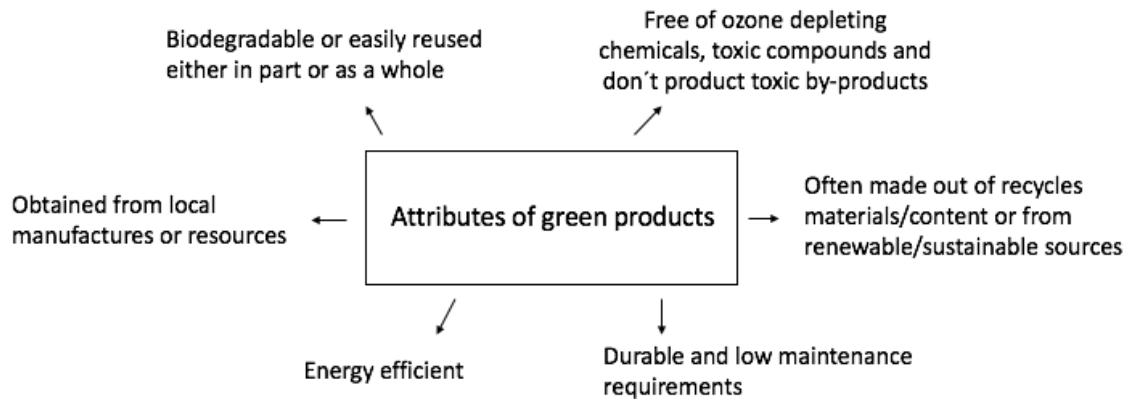 Biodegradable or easily reused
either in part or as a whole
Free of ozone depleting
chemicals, toxic compounds and
don´t product toxic by-products
Obtained from local
manufactures or resources
Attributes of green products
Often made out of recycles
materials/content or from
renewable/sustainable sources
Energy efficient
Durable and low maintenance
requirements